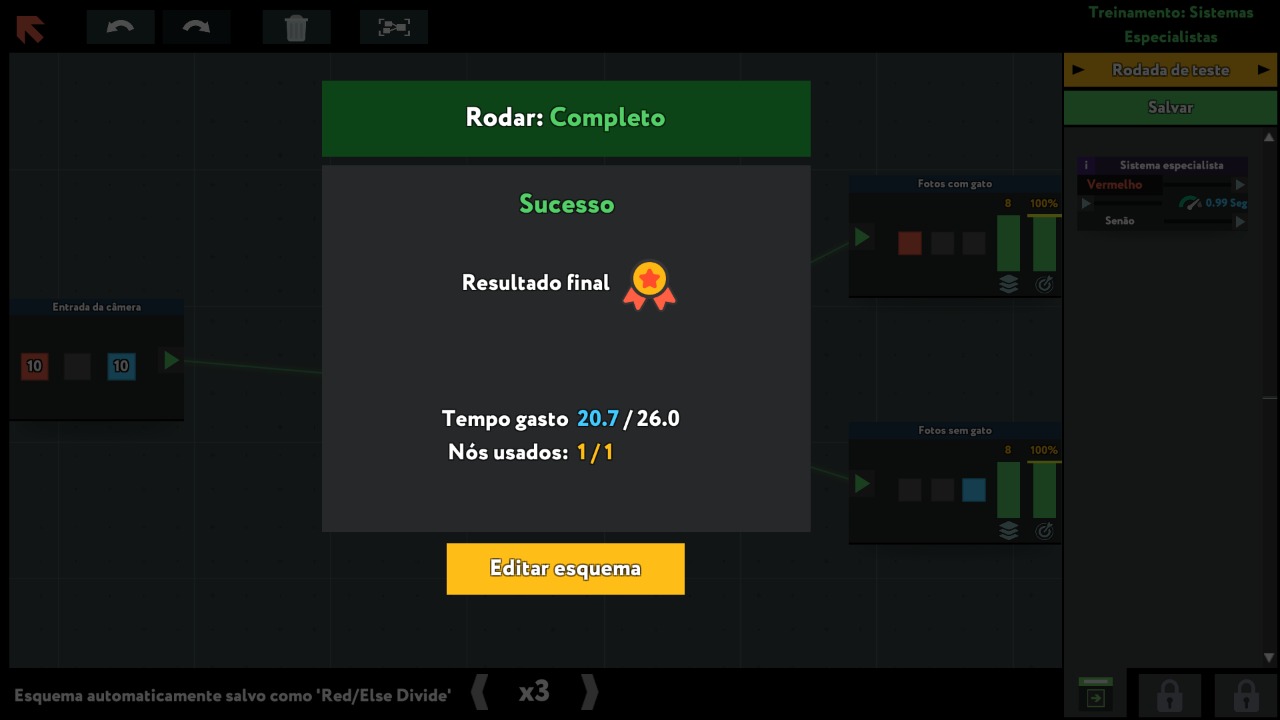 Treinamento: Sistemas
Especialistas
Rodada de teste
Salvar
Rodar: Completo
Sucesso
Resultado final
Tempo gasto 20.7 / 26.0
Nós usados: 1 / 1
Editar esquema
Entrada da câmera
10 10
Fotos com gato
8 100%
Fotos sem gato
8 100%
i Sistema especialista
Vermelho
0.99 Seg
Senão
Esquema automaticamente salvo como 'Red/Else Divide'
x3